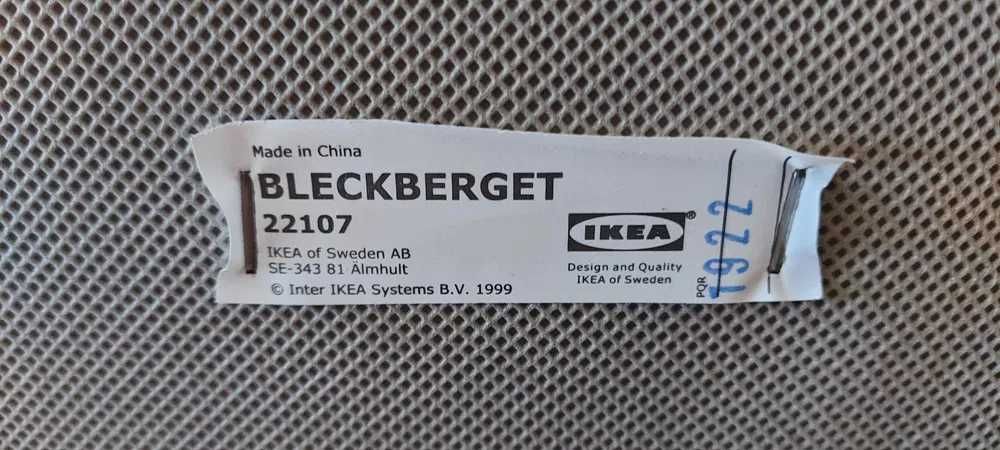 Made in China
BLECKBERGET
22107
IKEA of Sweden AB
SE-343 81 Älmhult
© Inter IKEA Systems B.V. 1999
IKEA®
Design and Quality
IKEA of Sweden
PQR
1922